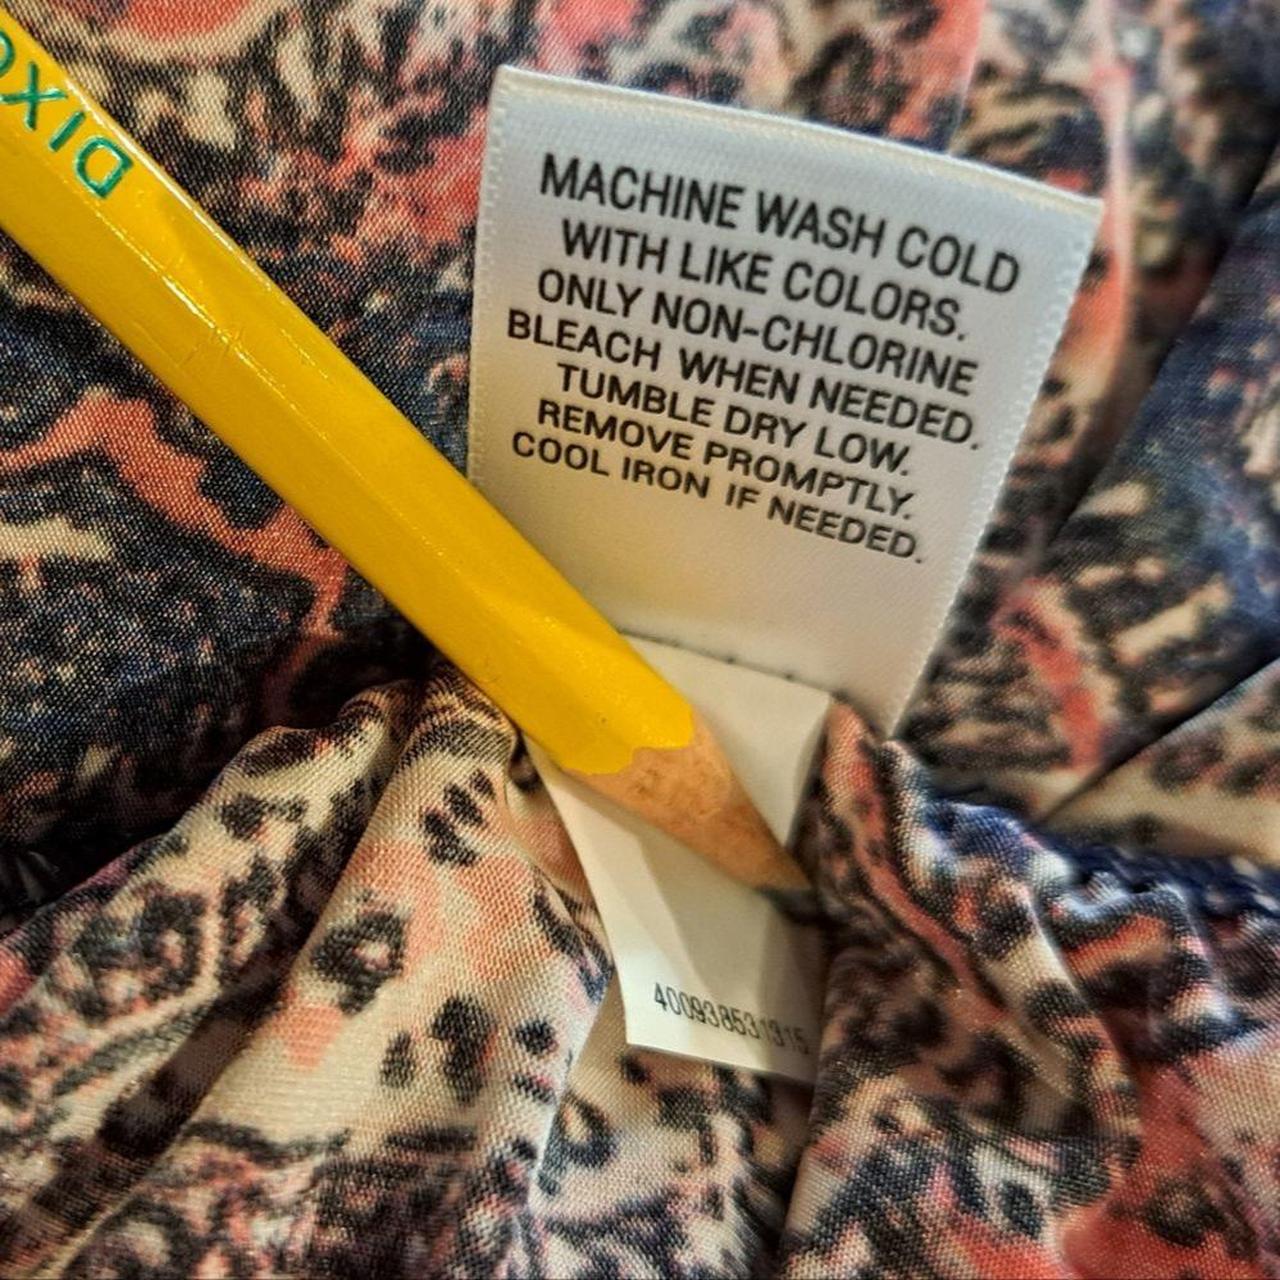 DIXO
MACHINE WASH COLD
WITH LIKE COLORS.
ONLY NON-CHLORINE
BLEACH WHEN NEEDED.
TUMBLE DRY LOW.
REMOVE PROMPTLY.
COOL IRON IF NEEDED.
400938531315